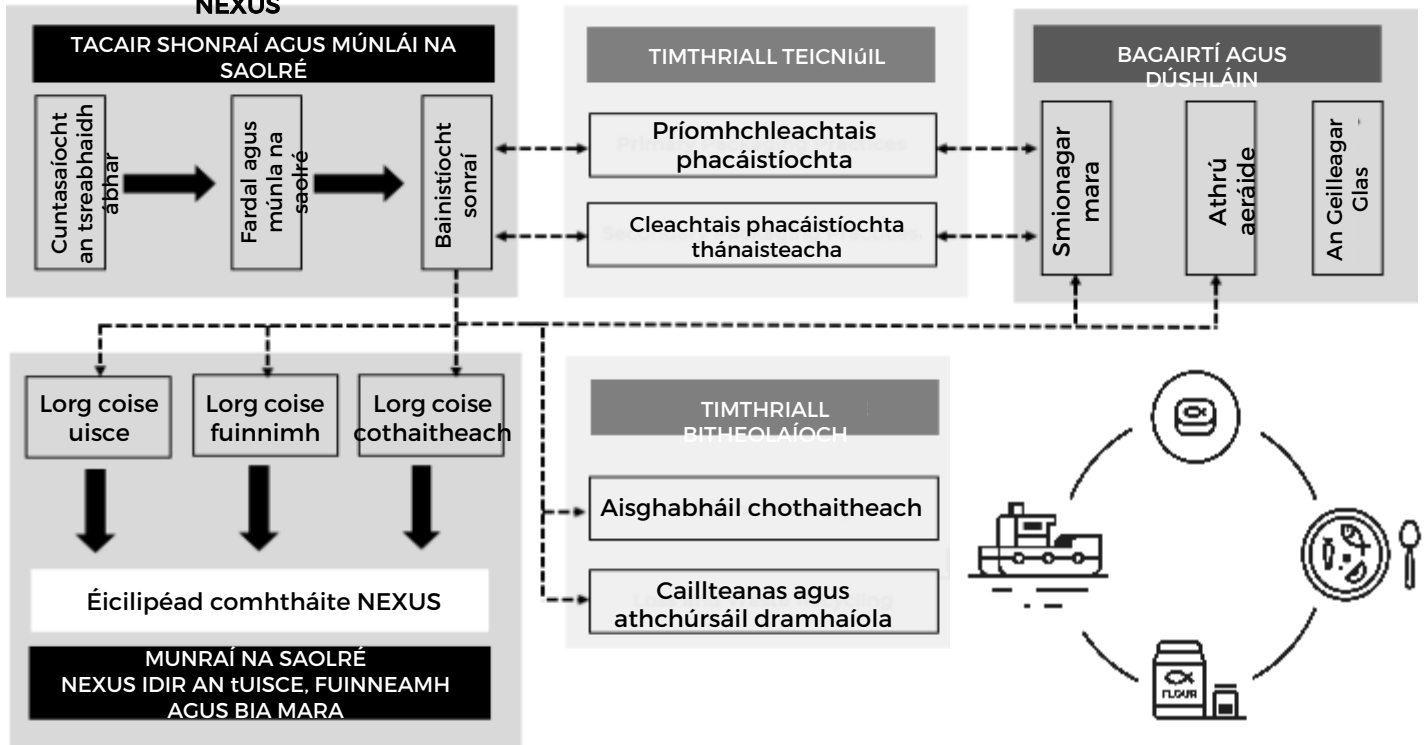 NEXUS
TACAIR SHONRAÍ AGUS MÚNLÁI NA
SAOLRÉ
Cuntasaíocht
an tsreabhaidh
ábhar
Fardal agus
múnla na
saolré
Bainistíocht
sonraí
TIMTHRIALL TEICNIúIL
Príomhchleachtais
phacáistíochta
Cleachtais phacáistíochta
thánaisteacha
BAGAIRTÍ AGUS
DÚSHLÁIN
Smionagar
mara
Athrú
aeráide
An Geilleagar
Glas
Lorg coise
uisce
Lorg coise
fuinnimh
Lorg coise
cothaitheach
Éicilipéad comhtháite NEXUS
MUNRAÍ NA SAOLRÉ
NEXUS IDIR AN tUISCE, FUINNEAMH
AGUS BIA MARA
TIMTHRIALL
BITHEOLAÍOCH
Aisghabháil chothaitheach
Caillteanas agus
athchúrsáil dramhaíola
FLOUR